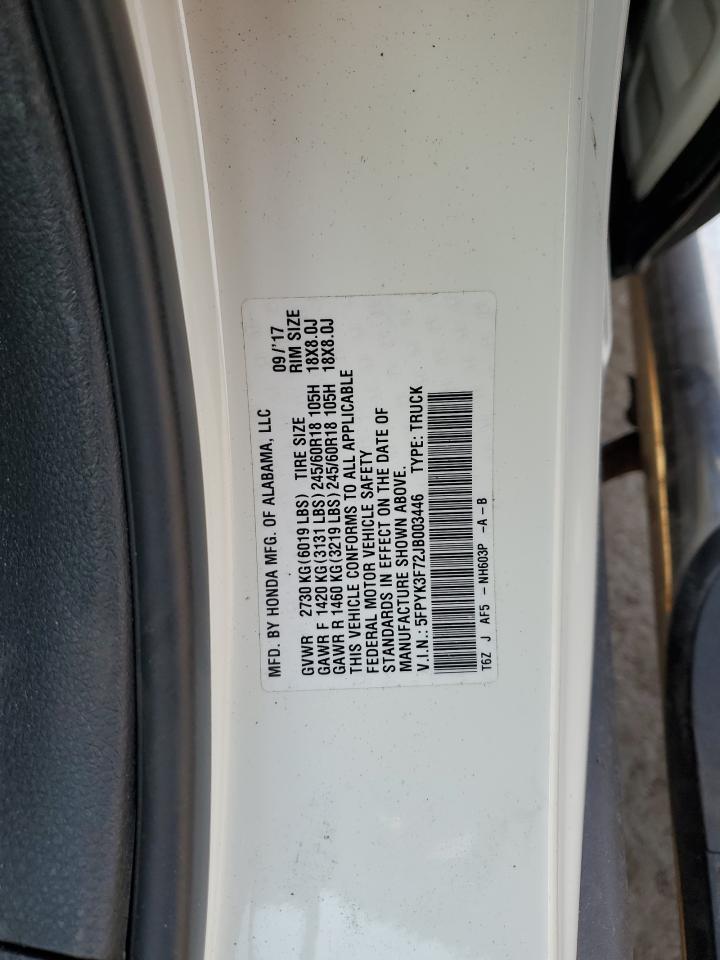 MFD. BY HONDA MFG. OF ALABAMA, LLC 09/'17
GVWR 2730 KG(6019 LBS) TIRE SIZE RIM SIZE
GAWR F 1420 KG(3131 LBS) 245/60R18 105H 18X8.0J
GAWR R 1460 KG(3219 LBS) 245/60R18 105H 18X8.0J
THIS VEHICLE CONFORMS TO ALL APPLICABLE
FEDERAL MOTOR VEHICLE SAFETY
STANDARDS IN EFFECT ON THE DATE OF
MANUFACTURE SHOWN ABOVE.
V.I.N.: 5FPYK3F72JB003446 TYPE: TRUCK
T6Z J AF5 - NH603P -A -B